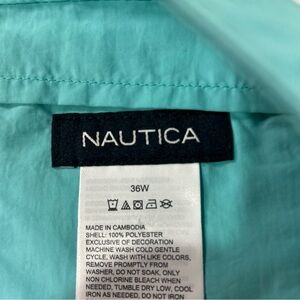 NAUTICA
36W
MADE IN CAMBODIA
SHELL: 100% POLYESTER
EXCLUSIVE OF DECORATION
MACHINE WASH COLD GENTLE
CYCLE, WASH WITH LIKE COLORS,
REMOVE PROMPTLY FROM
WASHER, DO NOT SOAK, ONLY
NON CHLORINE BLEACH WHEN
NEEDED, TUMBLE DRY LOW, COOL
IRON AS NEEDED, DO NOT IRON